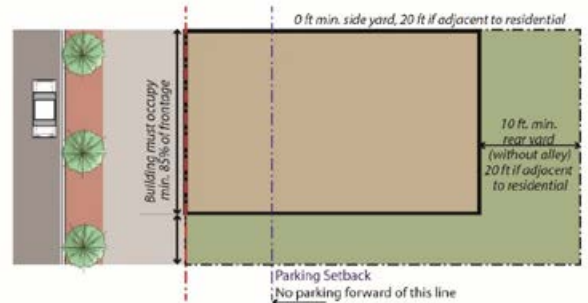 0 ft min. side yard, 20 ft if adjacent to residential
Building must occupy
min. 85% of frontage
10 ft. min.
rear yard
(without alley)
20 ft if adjacent
to residential
Parking Setback
No parking forward of this line